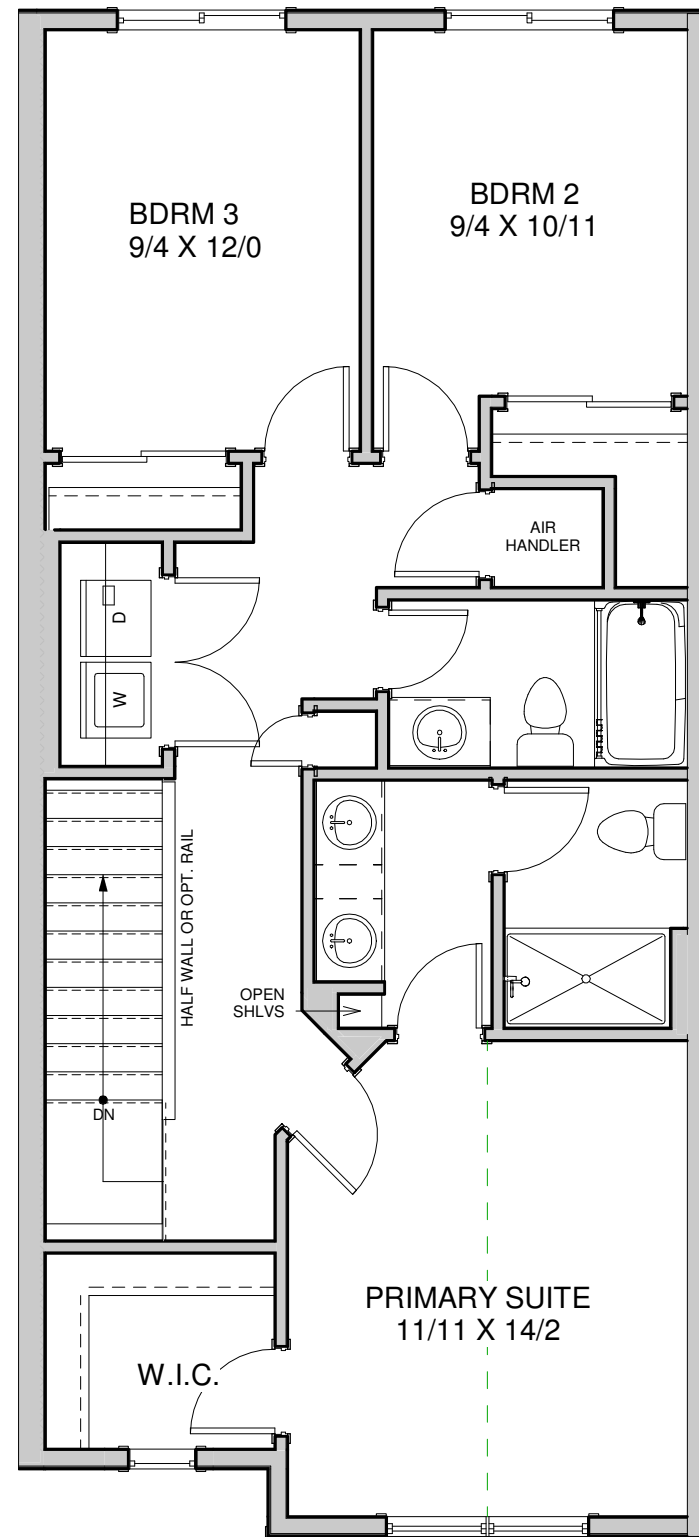 BDRM 3
9/4 X 12/0
BDRM 2
9/4 X 10/11
AIR
HANDLER
D
W
HALF WALL OR OPT. RAIL
OPEN
SHLVS
DN
PRIMARY SUITE
11/11 X 14/2
W.I.C.